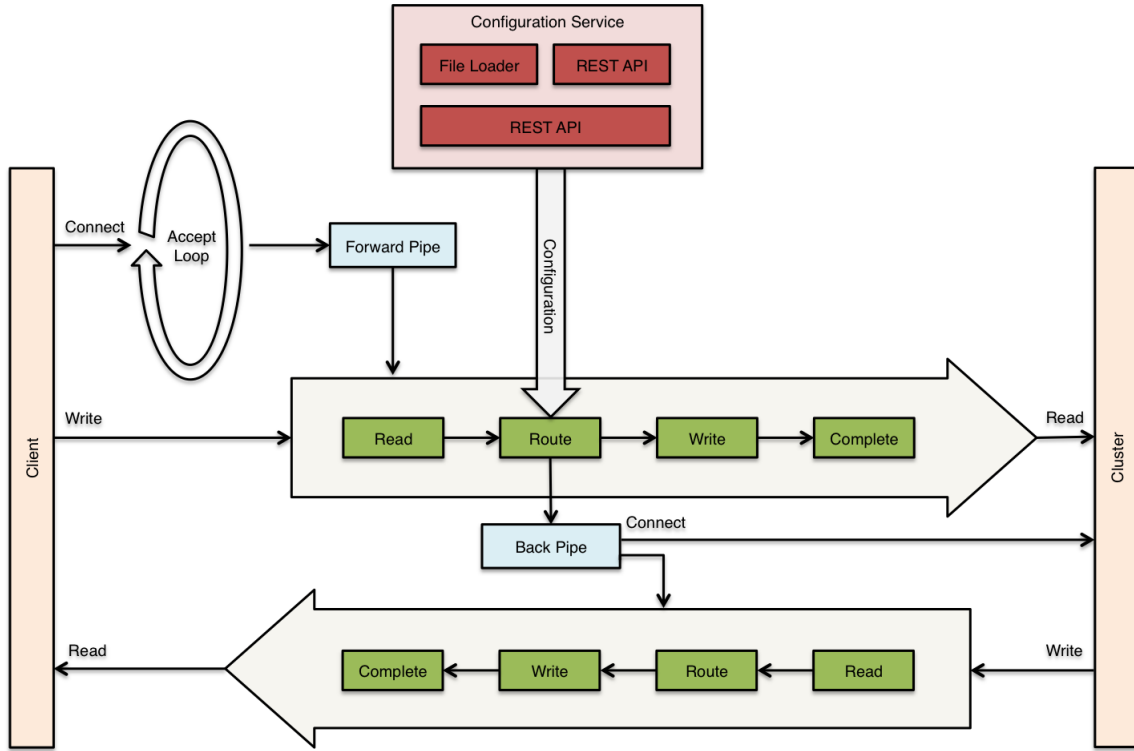 Configuration Service
File Loader
REST API
REST API
Connect
Accept
Loop
Forward Pipe
Configuration
Write
Read
Route
Write
Complete
Read
Client
Cluster
Back Pipe
Connect
Read
Complete
Write
Route
Read
Write